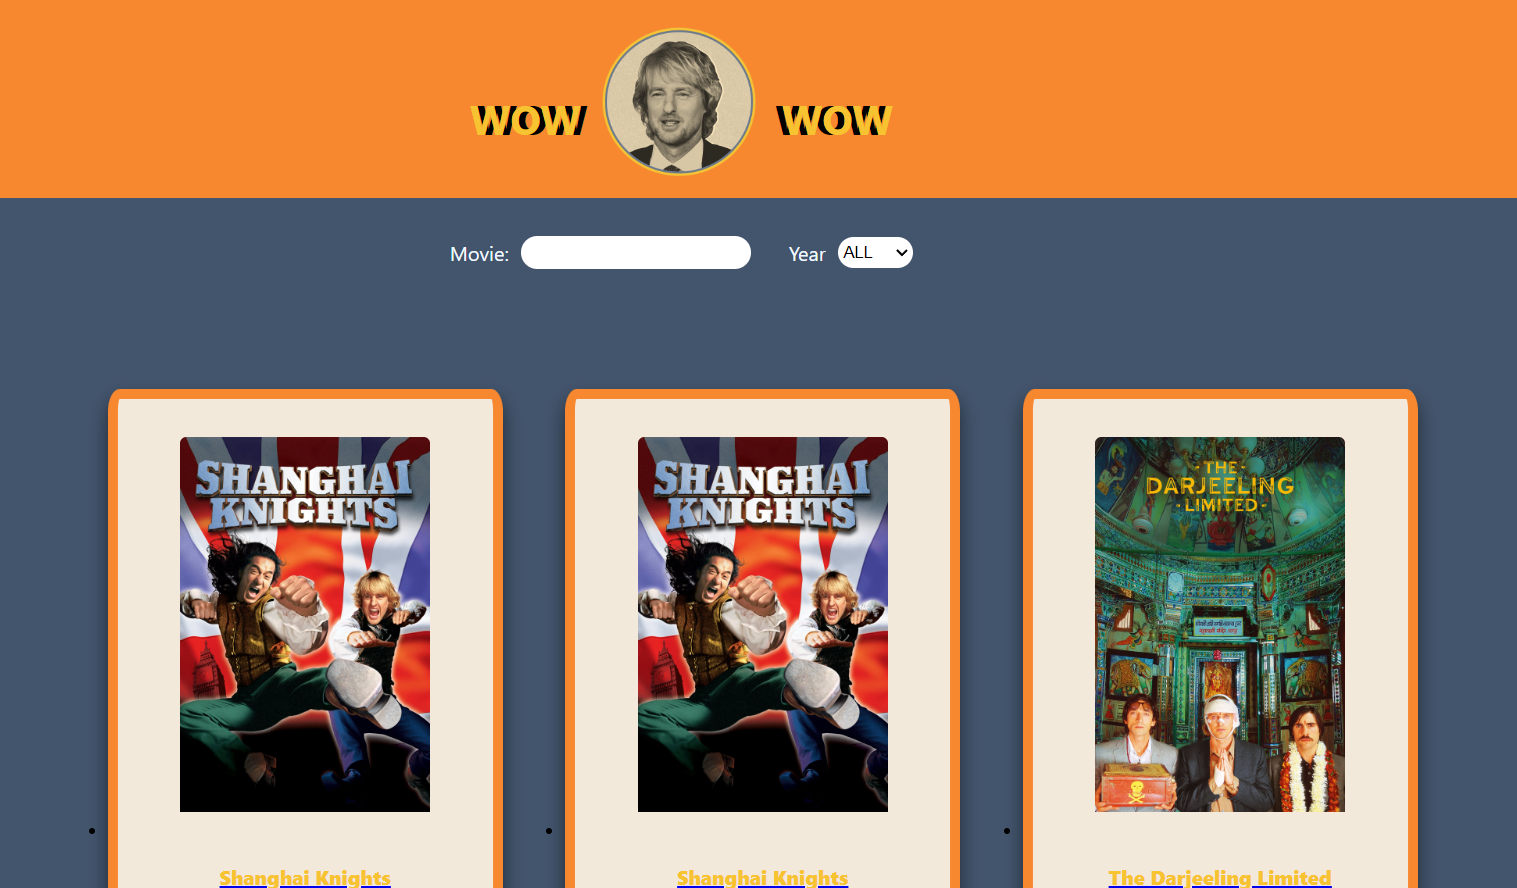 WOW WOW
Movie: Year ALL
SHANGHAI
KNIGHTS
SHANGHAI
KNIGHTS
- THE -
DARJEELING
- LIMITED -
Shanghai Knights
Shanghai Knights
The Darjeeling Limited